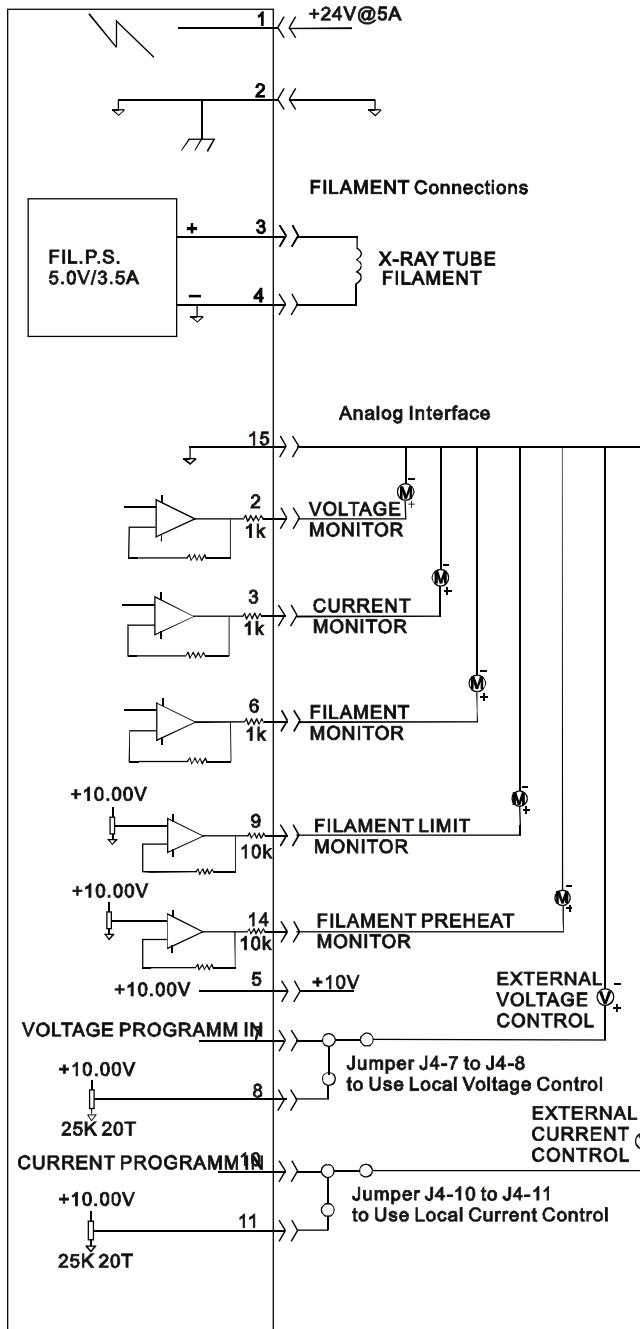 1
+24V@5A
2
FILAMENT Connections
+
3
FIL.P.S.
5.0V/3.5A
X-RAY TUBE
FILAMENT
–
4
Analog Interface
15
-
M
+
2
VOLTAGE
1k
MONITOR
-
M
+
3
CURRENT
1k
MONITOR
-
M
+
6
FILAMENT
1k
MONITOR
+10.00V
-
M
+
9
FILAMENT LIMIT
10k
MONITOR
+10.00V
-
M
+
14
FILAMENT PREHEAT
10k
MONITOR
+10.00V
5
+10V
EXTERNAL
VOLTAGE
CONTROL
-
V
+
VOLTAGE PROGRAMM IN
7
Jumper J4-7 to J4-8
to Use Local Voltage Control
+10.00V
8
25K 20T
EXTERNAL
CURRENT
CONTROL
CURRENT PROGRAMM IN
10
Jumper J4-10 to J4-11
to Use Local Current Control
+10.00V
11
25K 20T